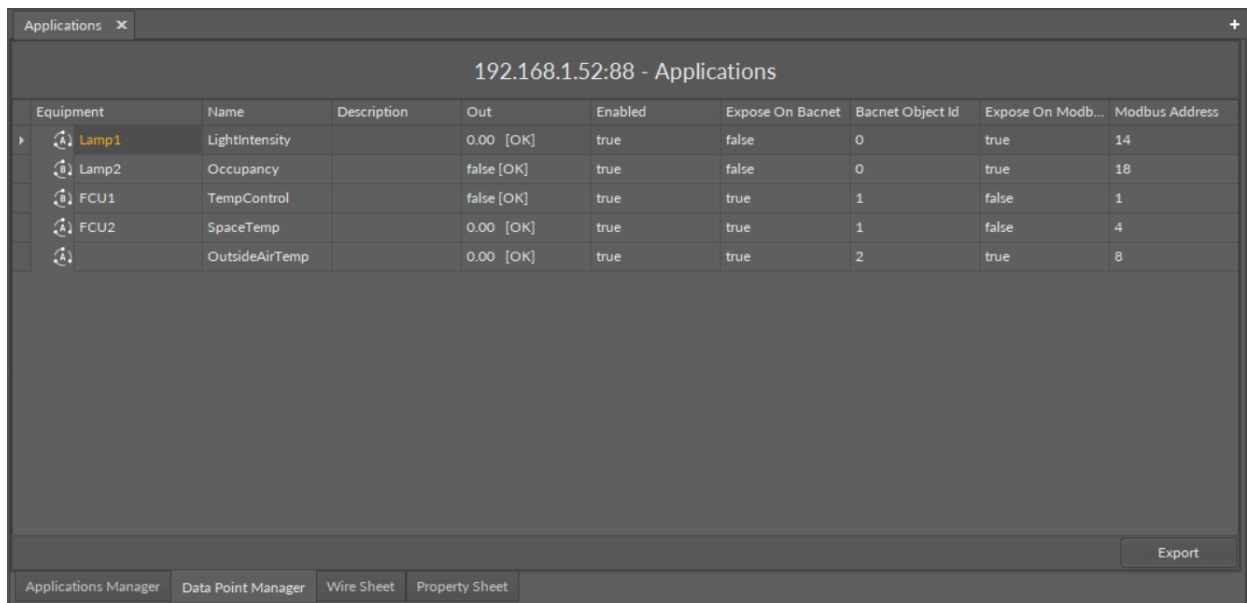 Applications ✕ +
192.168.1.52:88 - Applications
Equipment Name Description Out Enabled Expose On Bacnet Bacnet Object Id Expose On Modb... Modbus Address
A Lamp1 LightIntensity 0.00 [OK] true false 0 true 14
B Lamp2 Occupancy false [OK] true false 0 true 18
B FCU1 TempControl false [OK] true true 1 false 1
A FCU2 SpaceTemp 0.00 [OK] true true 1 false 4
A OutsideAirTemp 0.00 [OK] true true 2 true 8
Export
Applications Manager Data Point Manager Wire Sheet Property Sheet